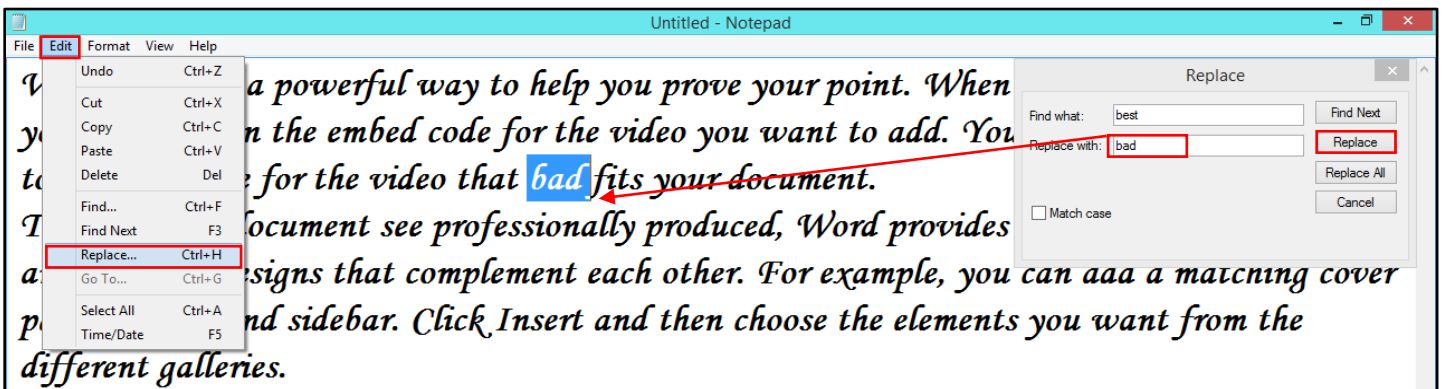 Untitled - Notepad
File Edit Format View Help
Undo Ctrl+Z
Cut Ctrl+X
Copy Ctrl+C
Paste Ctrl+V
Delete Del
Find... Ctrl+F
Find Next F3
Replace... Ctrl+H
Go To... Ctrl+G
Select All Ctrl+A
Time/Date F5
a powerful way to help you prove your point. When
the embed code for the video you want to add. You
for the video that bad fits your document.
see professionally produced, Word provides
that complement each other. For example, you can add a matching cover
sidebar. Click Insert and then choose the elements you want from the
different galleries.
Replace
Find what: best Find Next
Replace with: bad Replace
Replace All
Match case Cancel